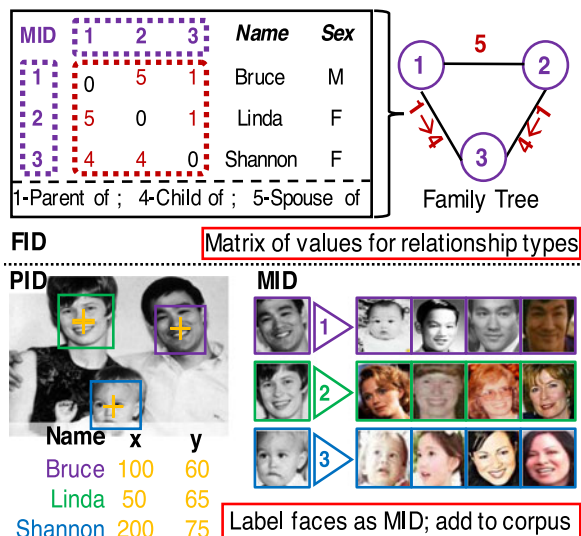 MID 1 2 3 Name Sex
1 0 5 1 Bruce M
2 5 0 1 Linda F
3 4 4 0 Shannon F
1-Parent of ; 4-Child of ; 5-Spouse of
1 5 2
1→4 1→4
3
Family Tree
FID
Matrix of values for relationship types
PID
MID
1
2
3
Name x y
Bruce 100 60
Linda 50 65
Shannon 200 75
Label faces as MID; add to corpus